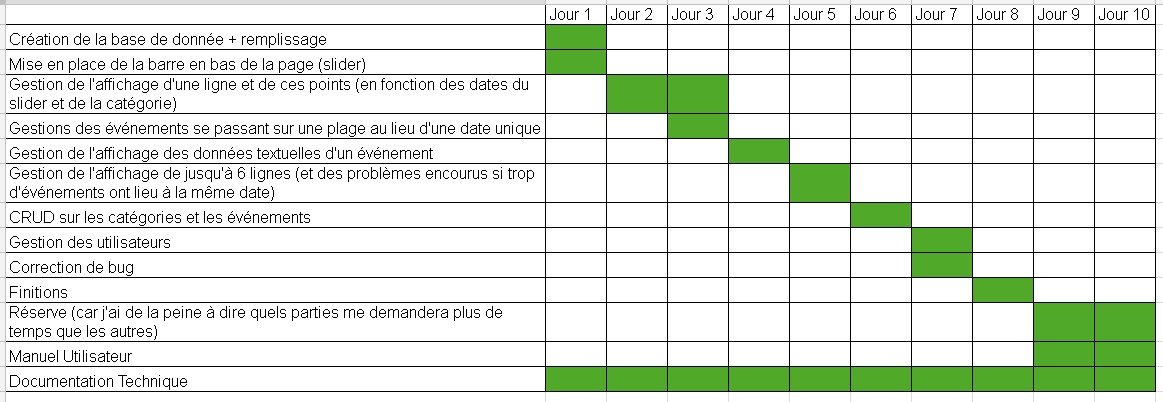 Jour 1 Jour 2 Jour 3 Jour 4 Jour 5 Jour 6 Jour 7 Jour 8 Jour 9 Jour 10
Création de la base de donnée + remplissage
Mise en place de la barre en bas de la page (slider)
Gestion de l'affichage d'une ligne et de ces points (en fonction des dates du
slider et de la catégorie)
Gestions des événements se passant sur une plage au lieu d'une date unique
Gestion de l'affichage des données textuelles d'un événement
Gestion de l'affichage de jusqu'à 6 lignes (et des problèmes encourus si trop
d'événements ont lieu à la même date)
CRUD sur les catégories et les événements
Gestion des utilisateurs
Correction de bug
Finitions
Réserve (car j'ai de la peine à dire quels parties me demandera plus de
temps que les autres)
Manuel Utilisateur
Documentation Technique